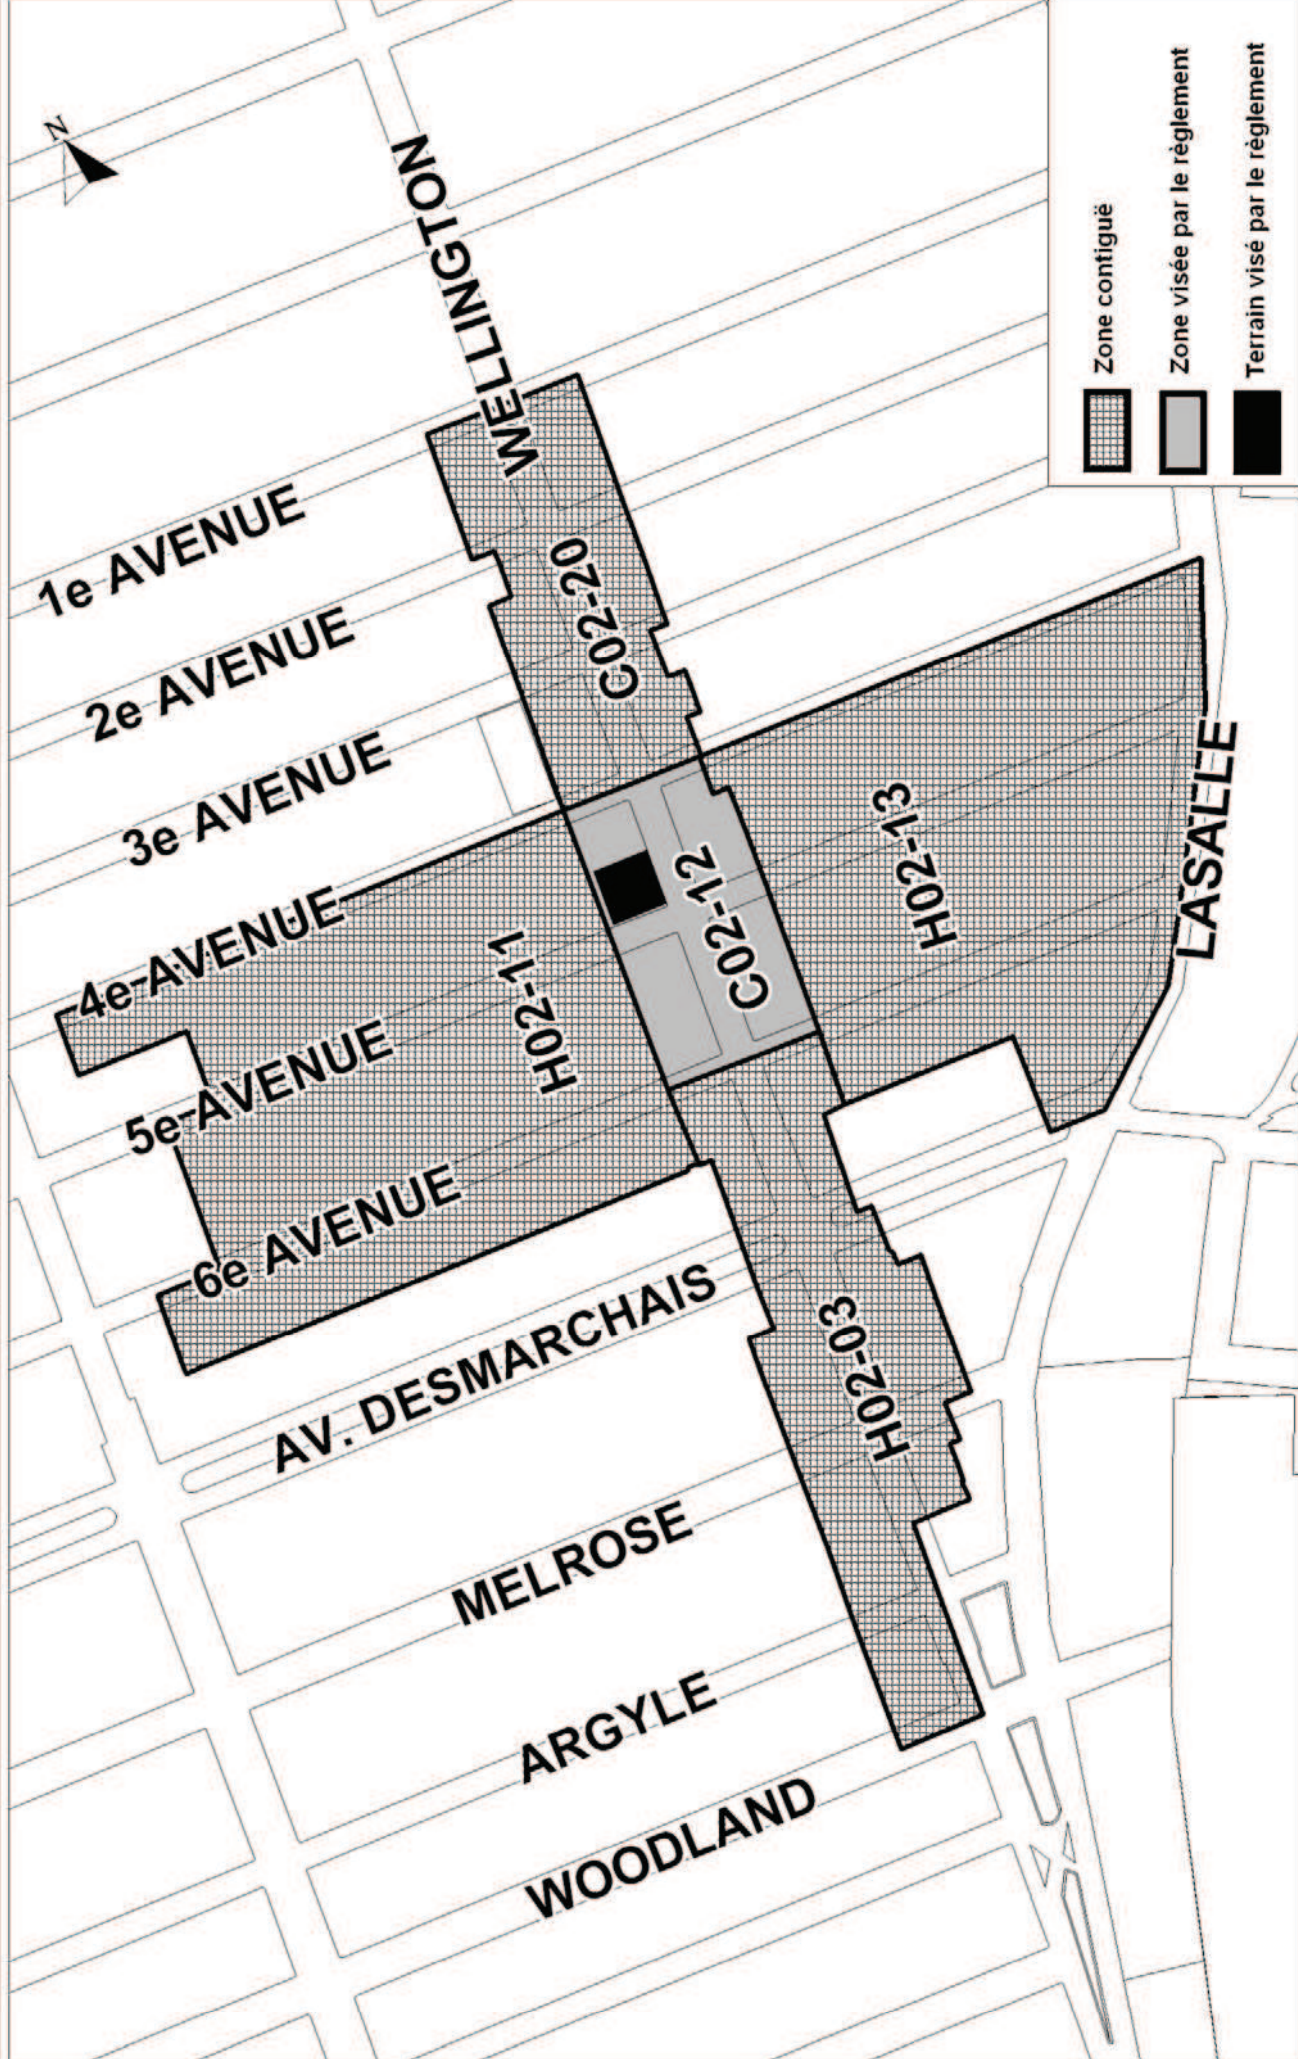 N
WELLINGTON
1e AVENUE
2e AVENUE
3e AVENUE
4e AVENUE
5e AVENUE
6e AVENUE
AV. DESMARCHAIS
MELROSE
ARGYLE
WOODLAND
C02-20
H02-11
C02-12
H02-13
H02-03
LASALLE
Zone contiguë
Zone visée par le règlement
Terrain visé par le règlement